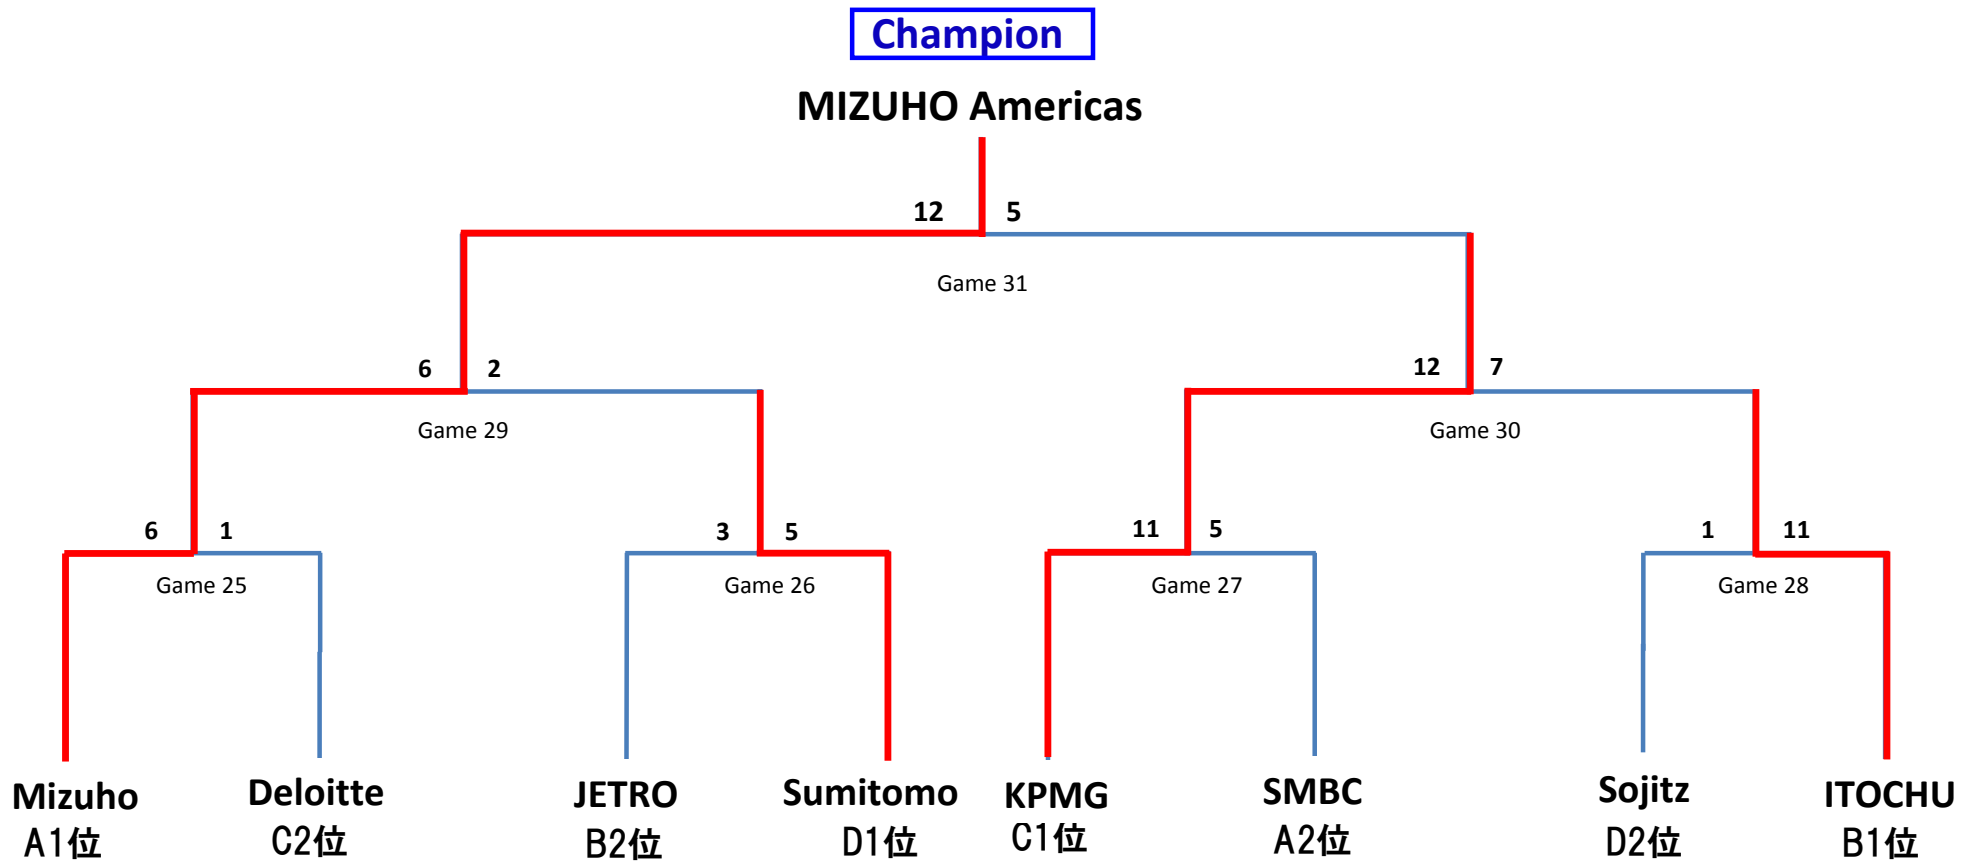 Champion
MIZUHO Americas
12 5
Game 31
6 2 12 7
Game 29 Game 30
6 1 3 5 11 5 1 11
Game 25 Game 26 Game 27 Game 28
Mizuho Deloitte JETRO Sumitomo KPMG SMBC Sojitz ITOCHU
A1位 C2位 B2位 D1位 C1位 A2位 D2位 B1位